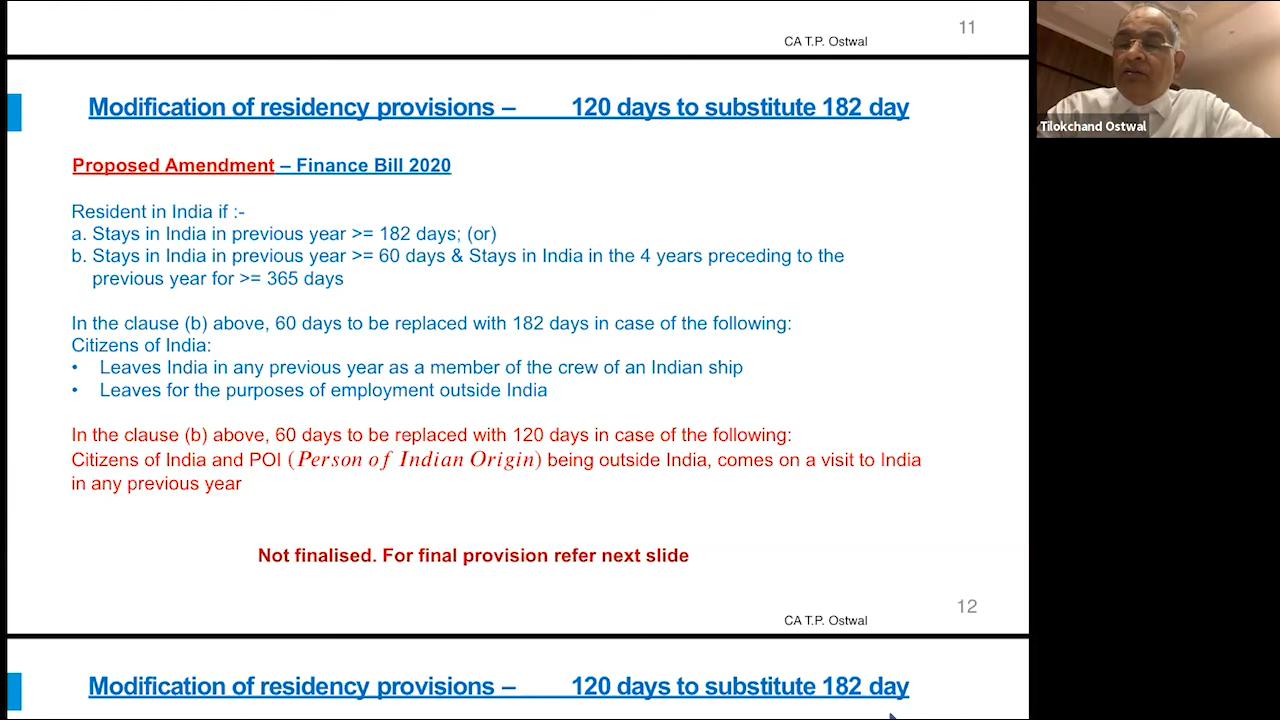 11
CA T.P. Ostwal
Modification of residency provisions – 120 days to substitute 182 day
Proposed Amendment – Finance Bill 2020
Resident in India if :-
a. Stays in India in previous year >= 182 days; (or)
b. Stays in India in previous year >= 60 days & Stays in India in the 4 years preceding to the
previous year for >= 365 days
In the clause (b) above, 60 days to be replaced with 182 days in case of the following:
Citizens of India:
• Leaves India in any previous year as a member of the crew of an Indian ship
• Leaves for the purposes of employment outside India
In the clause (b) above, 60 days to be replaced with 120 days in case of the following:
Citizens of India and POI (Person of Indian Origin) being outside India, comes on a visit to India
in any previous year
Not finalised. For final provision refer next slide
12
CA T.P. Ostwal
Modification of residency provisions – 120 days to substitute 182 day
Tilokchand Ostwal